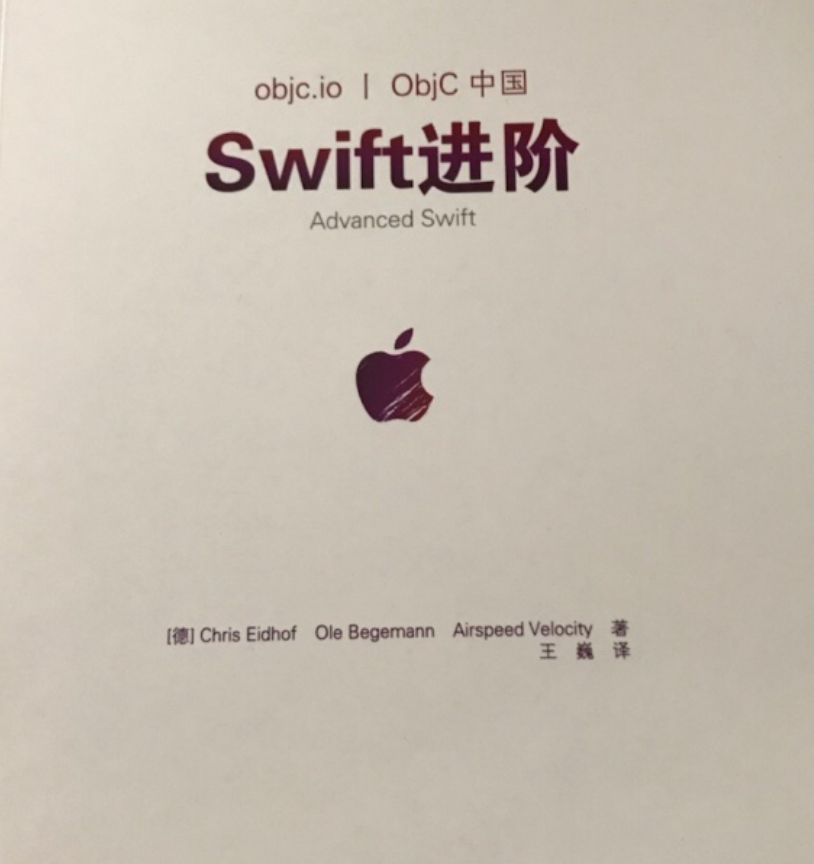 objc.io | ObjC 中国
Swift进阶
Advanced Swift
[德] Chris Eidhof Ole Begemann Airspeed Velocity 著
王 巍 译